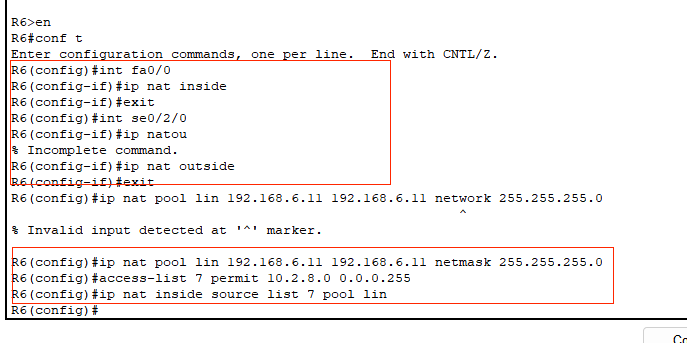 R6>en
R6#conf t
Enter configuration commands, one per line.  End with CNTL/Z.
R6(config)#int fa0/0
R6(config-if)#ip nat inside
R6(config-if)#exit
R6(config)#int se0/2/0
R6(config-if)#ip natou
% Incomplete command.
R6(config-if)#ip nat outside
R6(config-if)#exit
R6(config)#ip nat pool lin 192.168.6.11 192.168.6.11 network 255.255.255.0
^
% Invalid input detected at '^' marker.
R6(config)#ip nat pool lin 192.168.6.11 192.168.6.11 netmask 255.255.255.0
R6(config)#access-list 7 permit 10.2.8.0 0.0.0.255
R6(config)#ip nat inside source list 7 pool lin
R6(config)#
Co